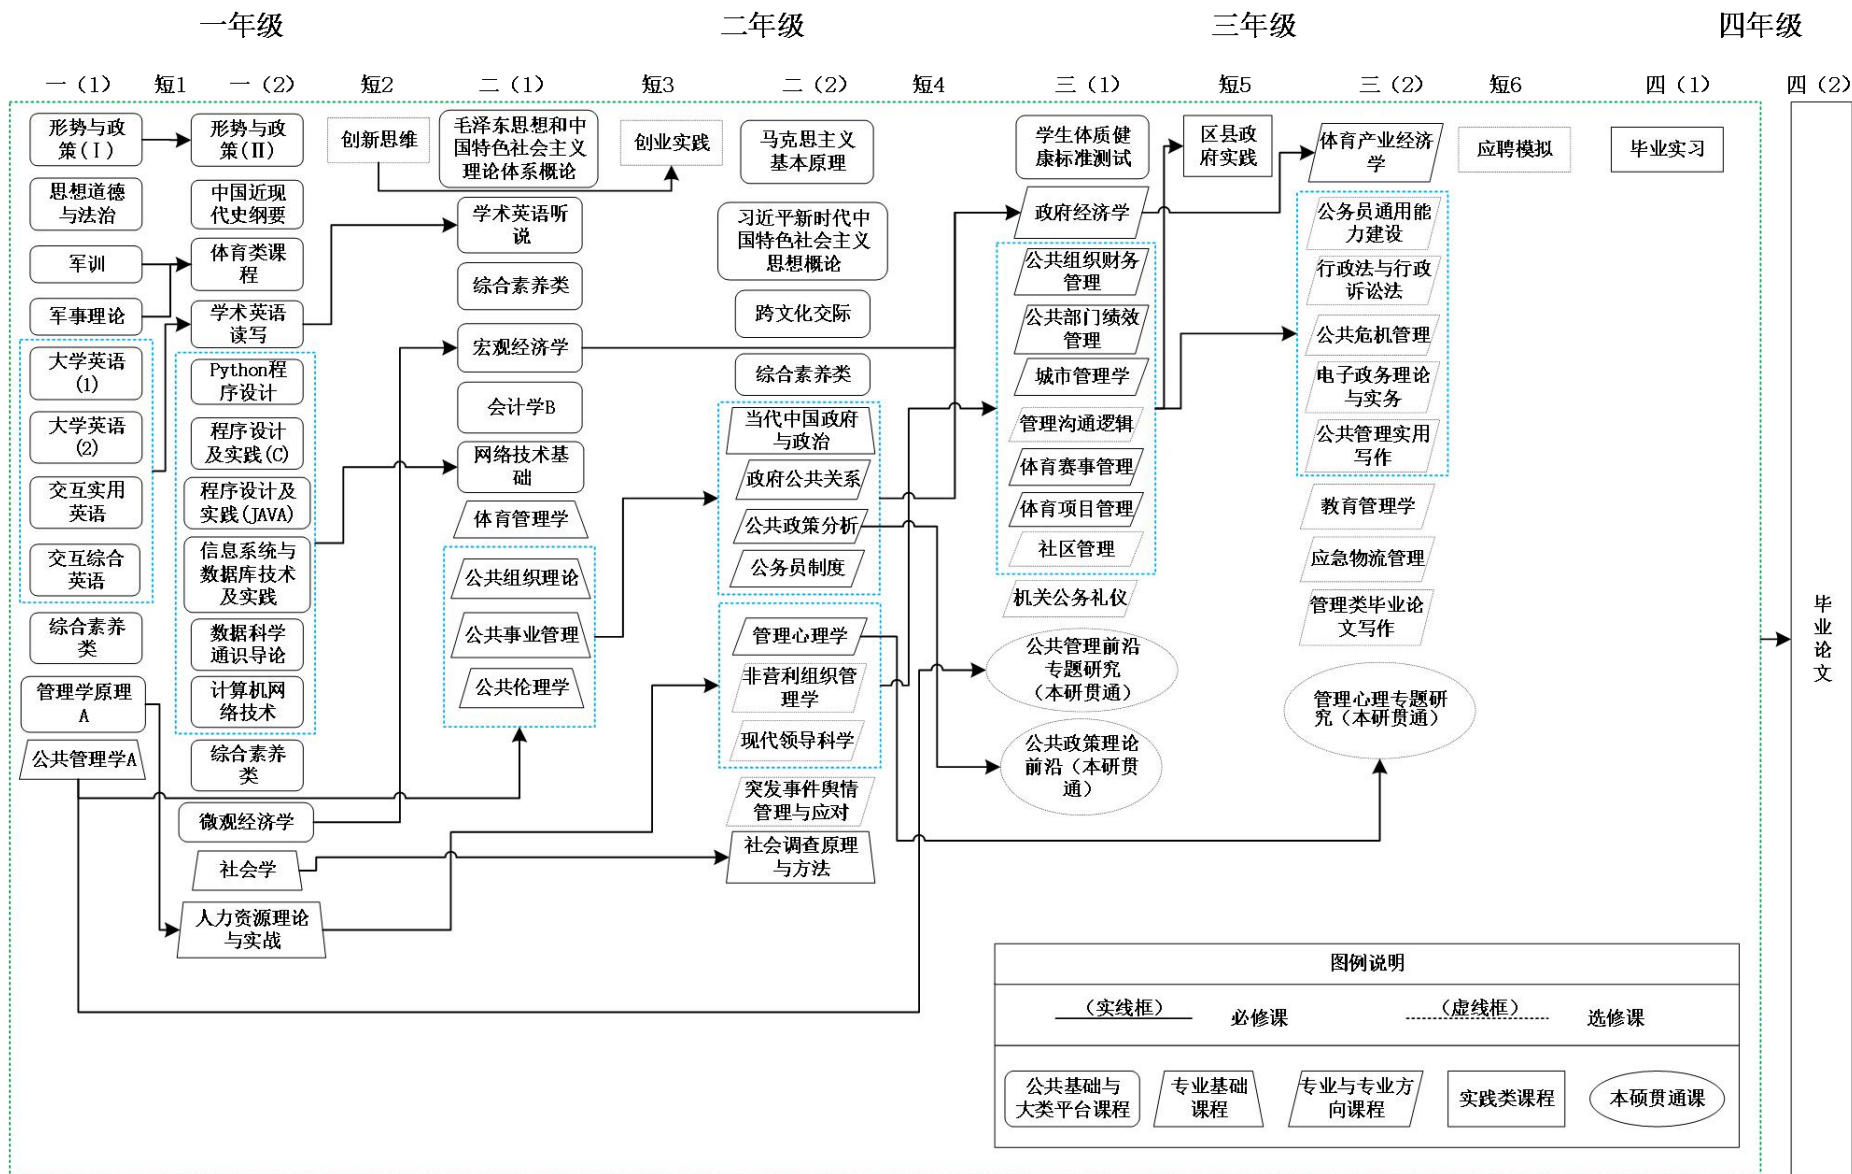 一年级
二年级
三年级
四年级
一（1）
短1
一（2）
短2
二（1）
短3
二（2）
短4
三（1）
短5
三（2）
短6
四（1）
四（2）
形势与政
策(Ⅰ)
思想道德
与法治
军训
军事理论
大学英语
(1)
大学英语
(2)
交互实用
英语
交互综合
英语
综合素养
类
管理学原理
A
公共管理学A
形势与政
策(Ⅱ)
中国近现
代史纲要
体育类课
程
学术英语
读写
Python程
序设计
程序设计
及实践(C)
程序设计及
实践(JAVA)
信息系统与
数据库技术
及实践
数据科学
通识导论
计算机网
络技术
综合素养
类
微观经济学
社会学
人力资源理论
与实战
创新思维
毛泽东思想和中
国特色社会主义
理论体系概论
学术英语听
说
综合素养类
宏观经济学
会计学B
网络技术基
础
体育管理学
公共组织理论
公共事业管理
公共伦理学
创业实践
马克思主义
基本原理
习近平新时代中
国特色社会主义
思想概论
跨文化交际
综合素养类
当代中国政府
与政治
政府公共关系
公共政策分析
公务员制度
管理心理学
非营利组织管
理学
现代领导科学
突发事件舆情
管理与应对
社会调查原理
与方法
学生体质健
康标准测试
政府经济学
公共组织财务
管理
公共部门绩效
管理
城市管理学
管理沟通逻辑
体育赛事管理
体育项目管理
社区管理
机关公务礼仪
公共管理前沿
专题研究
（本研贯通）
公共政策理论
前沿（本研贯
通）
区县政
府实践
体育产业经济
学
公务员通用能
力建设
行政法与行政
诉讼法
公共危机管理
电子政务理论
与实务
公共管理实用
写作
教育管理学
应急物流管理
管理类毕业论
文写作
管理心理专题研
究（本研贯通）
应聘模拟
毕业实习
毕
业
论
文
图例说明
（实线框）
必修课
（虚线框）
选修课
公共基础与
大类平台课程
专业基础
课程
专业与专业方
向课程
实践类课程
本硕贯通课